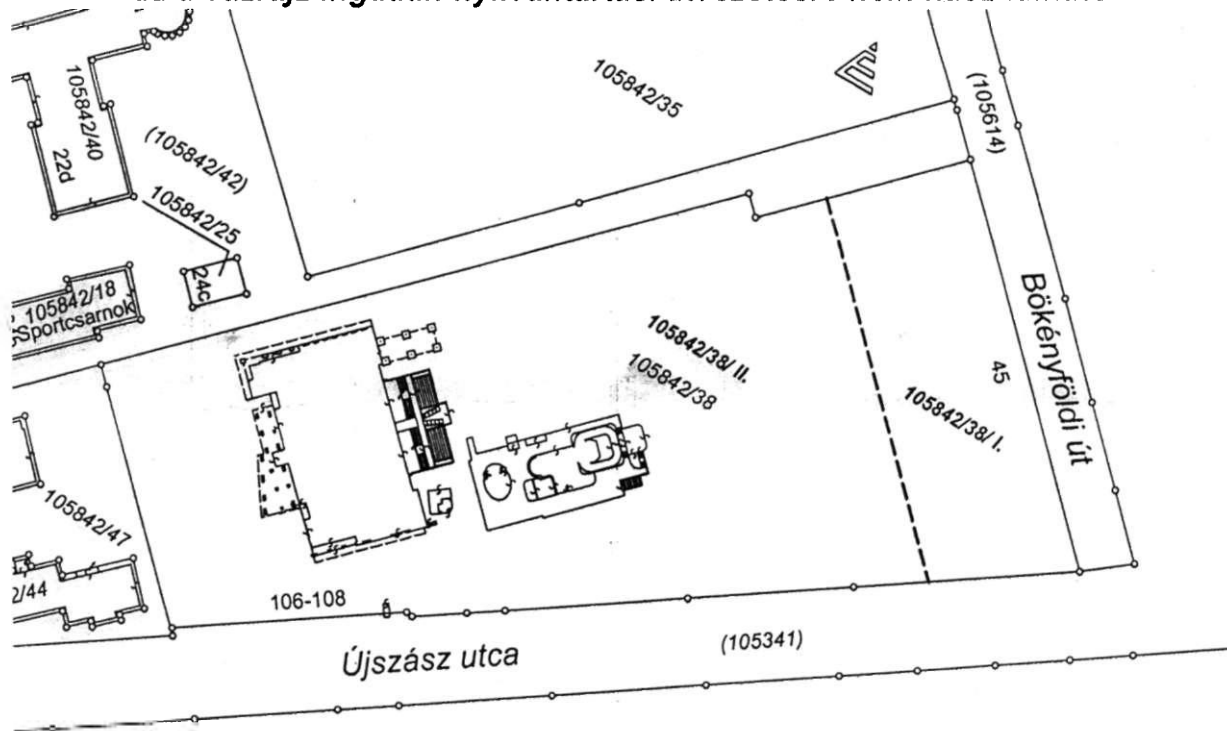 105842/35
(105614)
105842/40
22d
(105842/42)
105842/25
24c
105842/18
Sportcsarnok
105842/38/ II.
105842/38
105842/38/ I.
45
Bökényföldi út
105842/47
2/44
106-108
Újszász utca
(105341)